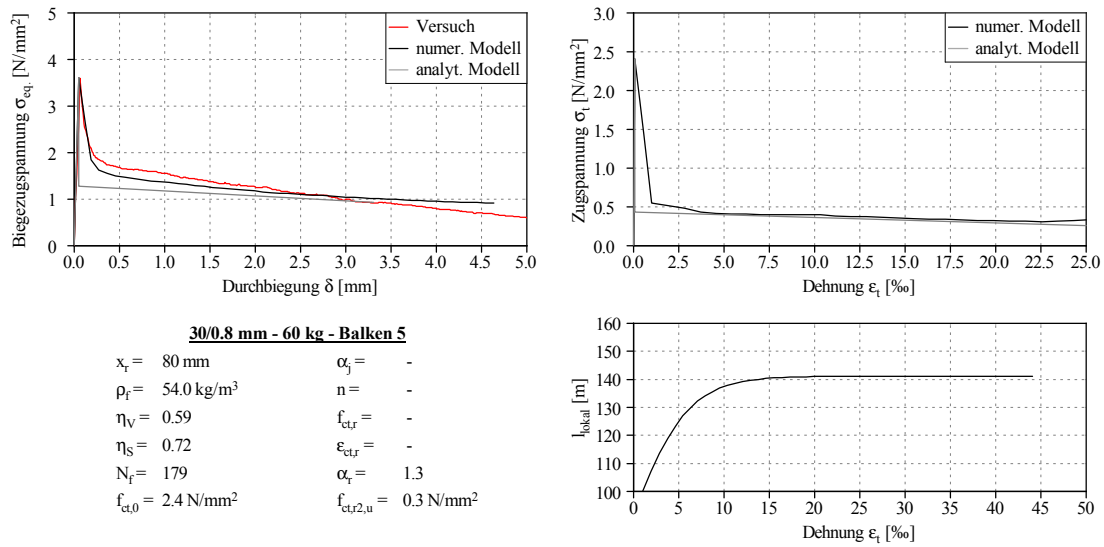 Biegezugspannung σeq. [N/mm²]
5
4
3
2
1
0
0.0 0.5 1.0 1.5 2.0 2.5 3.0 3.5 4.0 4.5 5.0
Durchbiegung δ [mm]
Versuch
numer. Modell
analyt. Modell
Zugspannung σt [N/mm²]
3.0
2.5
2.0
1.5
1.0
0.5
0.0
0.0 2.5 5.0 7.5 10.0 12.5 15.0 17.5 20.0 22.5 25.0
Dehnung εt [‰]
numer. Modell
analyt. Modell
30/0.8 mm - 60 kg - Balken 5
xr = 80 mm αj = -
ρf = 54.0 kg/m³ n = -
ηV = 0.59 fct,r = -
ηS = 0.72 εct,r = -
Nf = 179 αr = 1.3
fct,0 = 2.4 N/mm² fct,r2,u = 0.3 N/mm²
llokal [m]
160
150
140
130
120
110
100
0 5 10 15 20 25 30 35 40 45 50
Dehnung εt [‰]